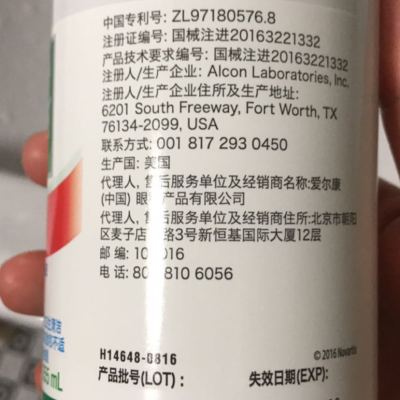 中国专利号: ZL97180576.8
注册证编号: 国械注进20163221332
产品技术要求编号: 国械注进20163221332
注册人/生产企业: Alcon Laboratories, Inc.
注册人/生产企业住所及生产地址:
6201 South Freeway, Fort Worth, TX
76134-2099, USA
联系方式: 001 817 293 0450
生产国: 美国
代理人, 售后服务单位及经销商名称:爱尔康
(中国) 眼 产品有限公司
代理人, 售后服务单位及经销商住所:北京市朝阳
区麦子店 路3号新恒基国际大厦12层
邮 编: 10 016
电 话: 80 810 6056
H14648-0816
© 2016 Novartis
产品批号(LOT) :
失效日期(EXP):
不适
5 mL